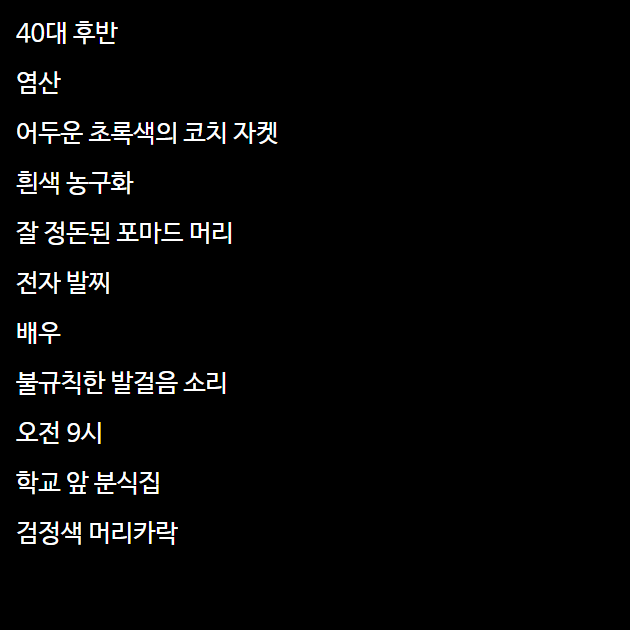 40대 후반
염산
어두운 초록색의 코치 자켓
흰색 농구화
잘 정돈된 포마드 머리
전자 발찌
배우
불규칙한 발걸음 소리
오전 9시
학교 앞 분식집
검정색 머리카락